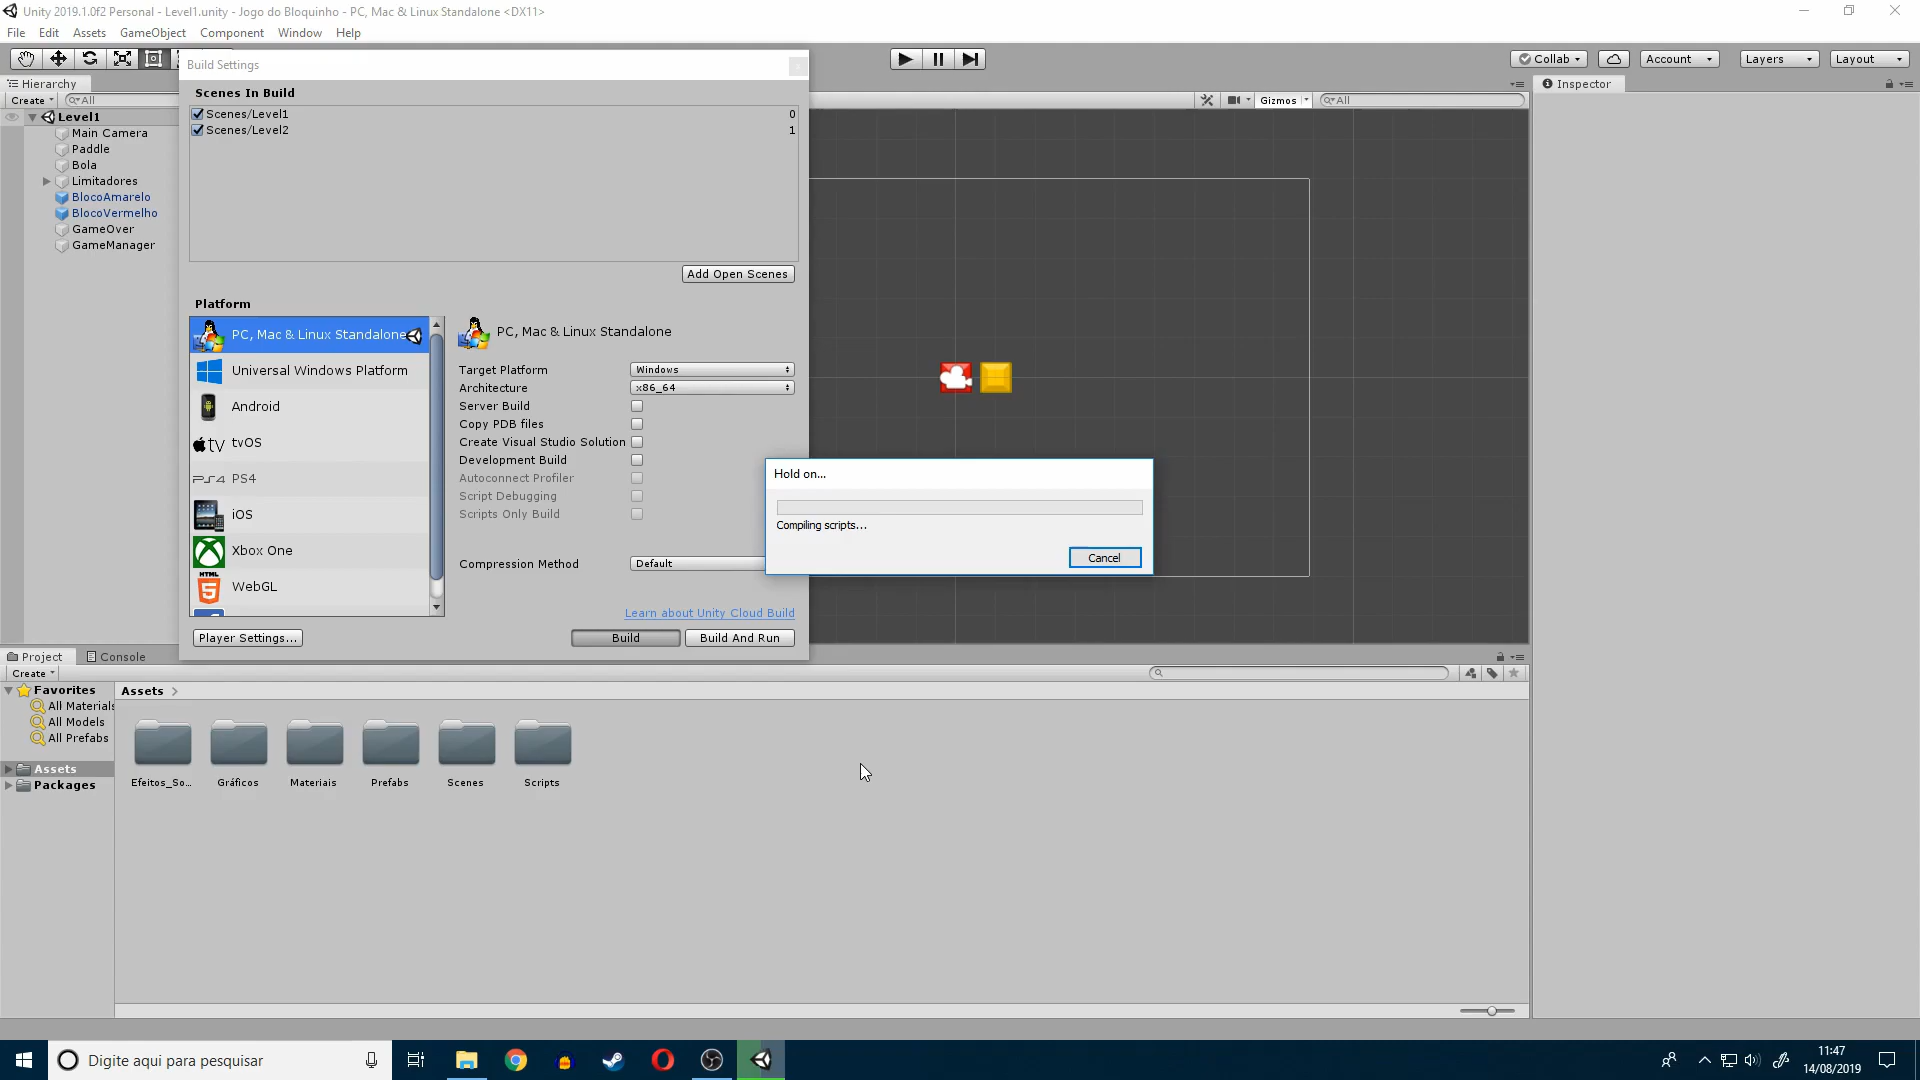 Unity 2019.1.0f2 Personal - Level1.unity - Jogo do Bloquinho - PC, Mac & Linux Standalone <DX11>
File Edit Assets GameObject Component Window Help
Collab Account Layers Layout
Hierarchy
Create All
Level1
Main Camera
Paddle
Bola
Limitadores
BlocoAmarelo
BlocoVermelho
GameOver
GameManager
Build Settings
Scenes In Build
Scenes/Level1 0
Scenes/Level2 1
Add Open Scenes
Platform
PC, Mac & Linux Standalone
Universal Windows Platform
Android
tv tvOS
PS4 PS4
iOS
Xbox One
HTML 5 WebGL
Player Settings...
PC, Mac & Linux Standalone
Target Platform Windows
Architecture x86_64
Server Build
Copy PDB files
Create Visual Studio Solution
Development Build
Autoconnect Profiler
Script Debugging
Scripts Only Build
Compression Method Default
Learn about Unity Cloud Build
Build Build And Run
Gizmos All
Inspector
Hold on...
Compiling scripts...
Cancel
Project Console
Create
Favorites
All Materials
All Models
All Prefabs
Assets
Packages
Assets
Efeitos_So... Gráficos Materiais Prefabs Scenes Scripts
Digite aqui para pesquisar
11:47
14/08/2019